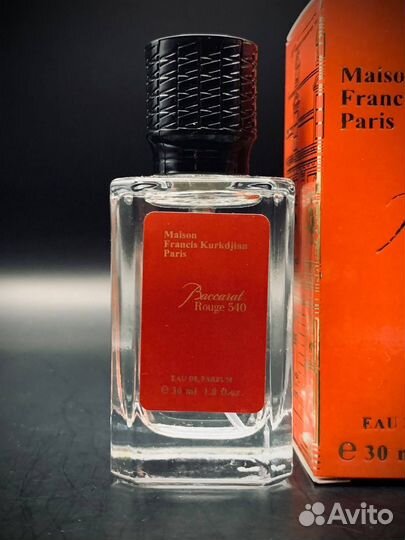 Maison
Francis Kurkdjian
Paris
Baccarat
Rouge 540
EAU DE PARFUM
℮ 30 ml 1.0 fl.oz
Maiso
Franc
Paris
EAU
℮ 30 m
Avito